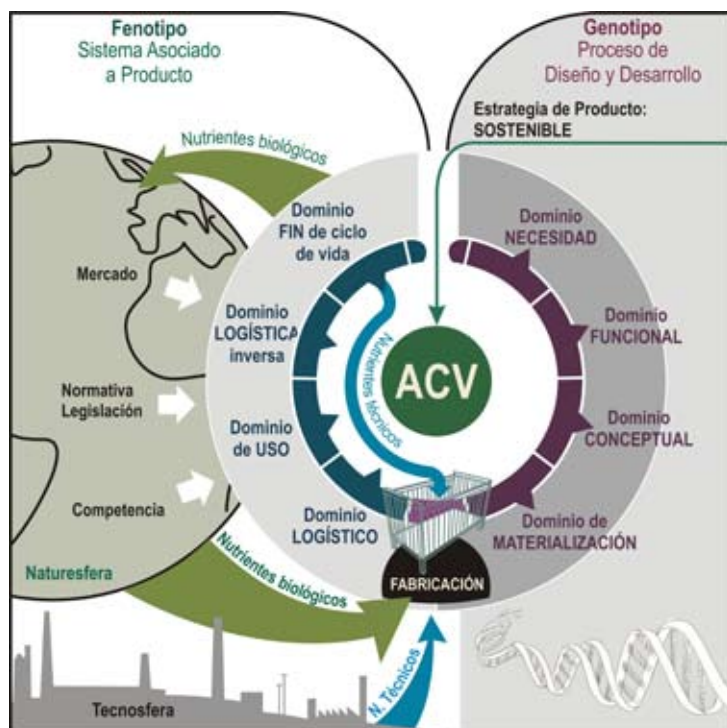 Fenotipo
Sistema Asociado
a Producto
Genotipo
Proceso de
Diseño y Desarrollo
Estrategia de Producto:
SOSTENIBLE
Nutrientes biológicos
Dominio
FIN de ciclo
de vida
Dominio
NECESIDAD
Mercado
Dominio
LOGÍSTICA
inversa
Nutrientes técnicos
ACV
Dominio
FUNCIONAL
Normativa
Legislación
Dominio
de USO
Dominio
CONCEPTUAL
Competencia
Dominio
LOGÍSTICO
Dominio de
MATERIALIZACIÓN
Naturesfera
Nutrientes biológicos
FABRICACIÓN
N. Técnicos
Tecnosfera